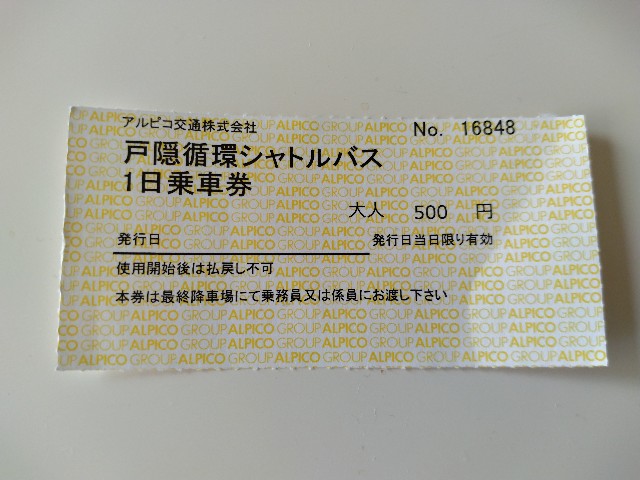 アルピコ交通株式会社 No. 16848
戸隠循環シャトルバス
1日乗車券
大人 500 円
発行日 発行日当日限り有効
使用開始後は払戻し不可
本券は最終降車場にて乗務員又は係員にお渡し下さい